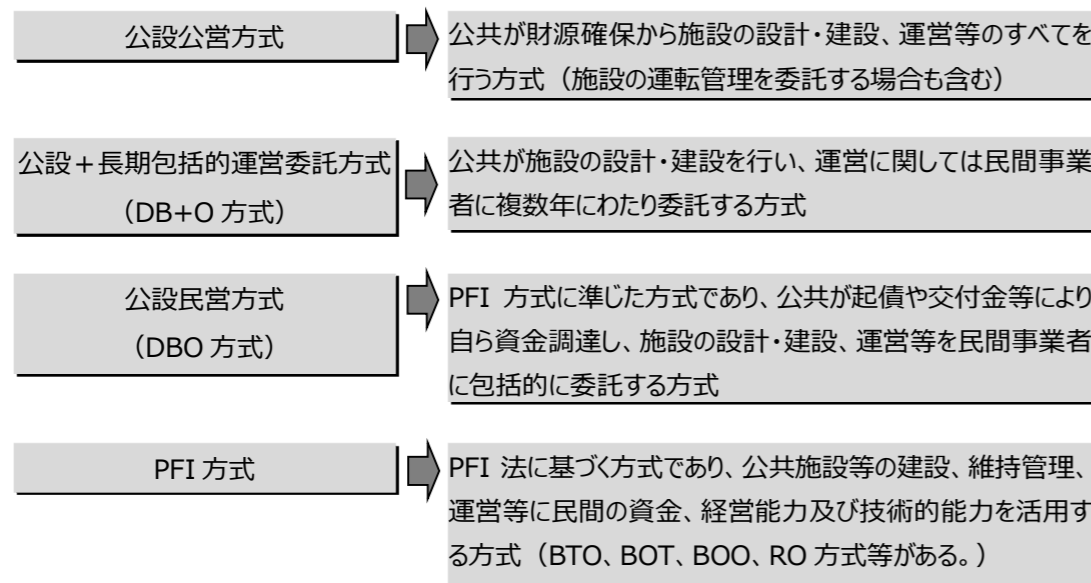 公設公営方式
公共が財源確保から施設の設計・建設、運営等のすべてを
行う方式（施設の運転管理を委託する場合も含む）
公設＋長期包括的運営委託方式
（DB+O 方式）
公共が施設の設計・建設を行い、運営に関しては民間事業
者に複数年にわたり委託する方式
公設民営方式
（DBO 方式）
PFI 方式に準じた方式であり、公共が起債や交付金等により
自ら資金調達し、施設の設計・建設、運営等を民間事業者
に包括的に委託する方式
PFI 方式
PFI 法に基づく方式であり、公共施設等の建設、維持管理、
運営等に民間の資金、経営能力及び技術的能力を活用す
る方式（BTO、BOT、BOO、RO 方式等がある。）